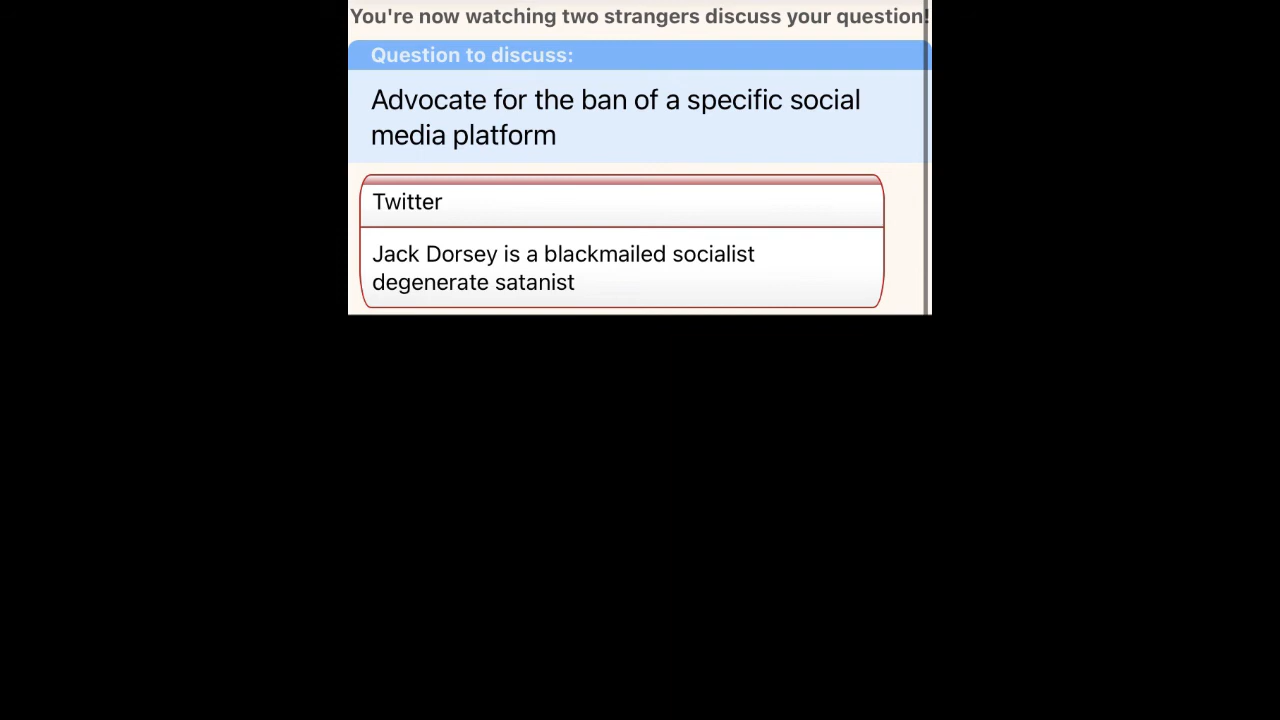 You're now watching two strangers discuss your question!
Question to discuss:
Advocate for the ban of a specific social
media platform
Twitter
Jack Dorsey is a blackmailed socialist
degenerate satanist